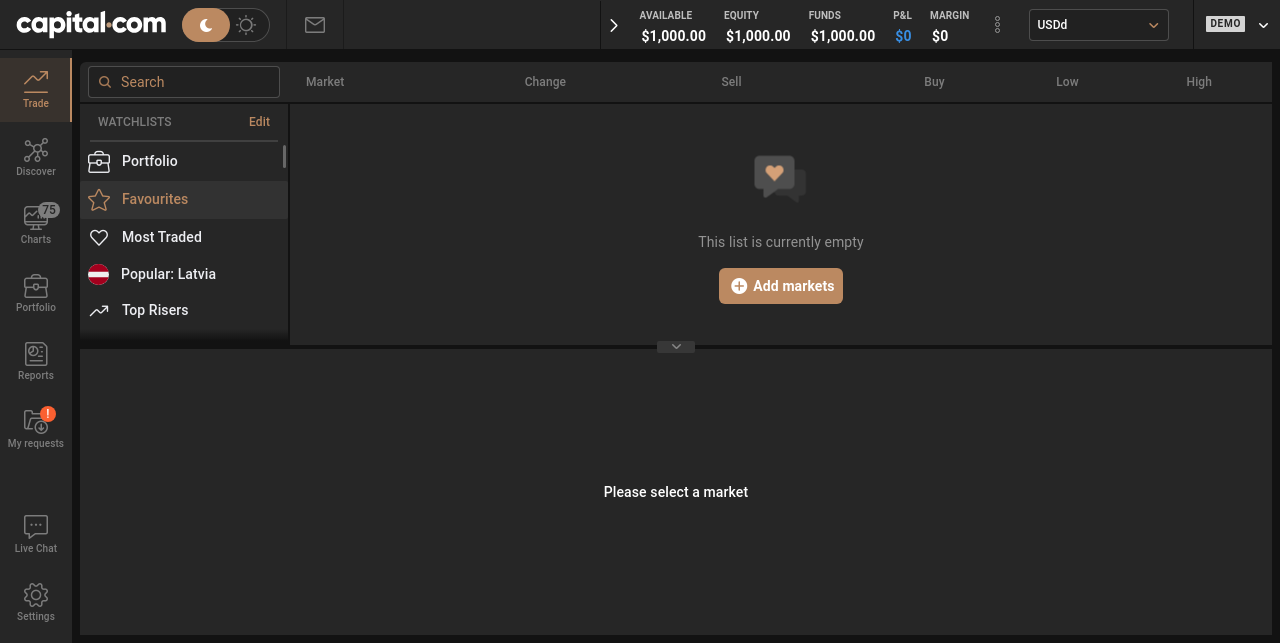 capital.com
AVAILABLE
$1,000.00
EQUITY
$1,000.00
FUNDS
$1,000.00
P&L
$0
MARGIN
$0
USDd
DEMO
Trade
Discover
75
Charts
Portfolio
Reports
!
My requests
Live Chat
Settings
Search
WATCHLISTS
Edit
Portfolio
Favourites
Most Traded
Popular: Latvia
Top Risers
Market
Change
Sell
Buy
Low
High
This list is currently empty
Add markets
Please select a market